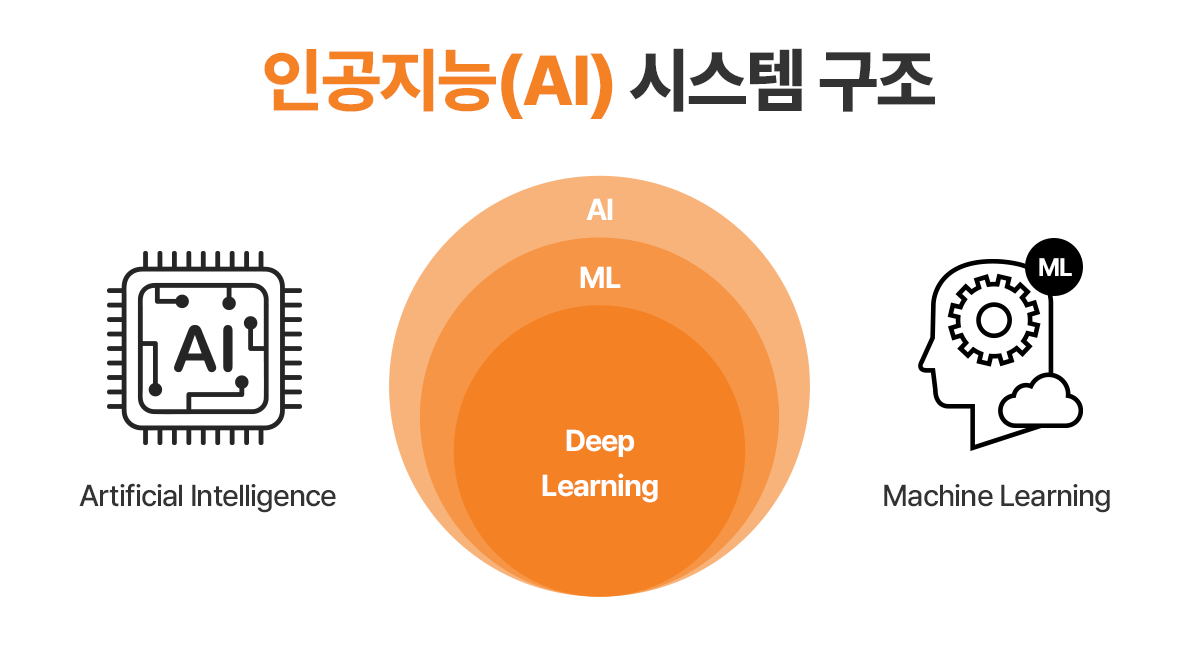 인공지능(AI) 시스템 구조
AI
ML
Deep
Learning
AI
Artificial Intelligence
ML
Machine Learning